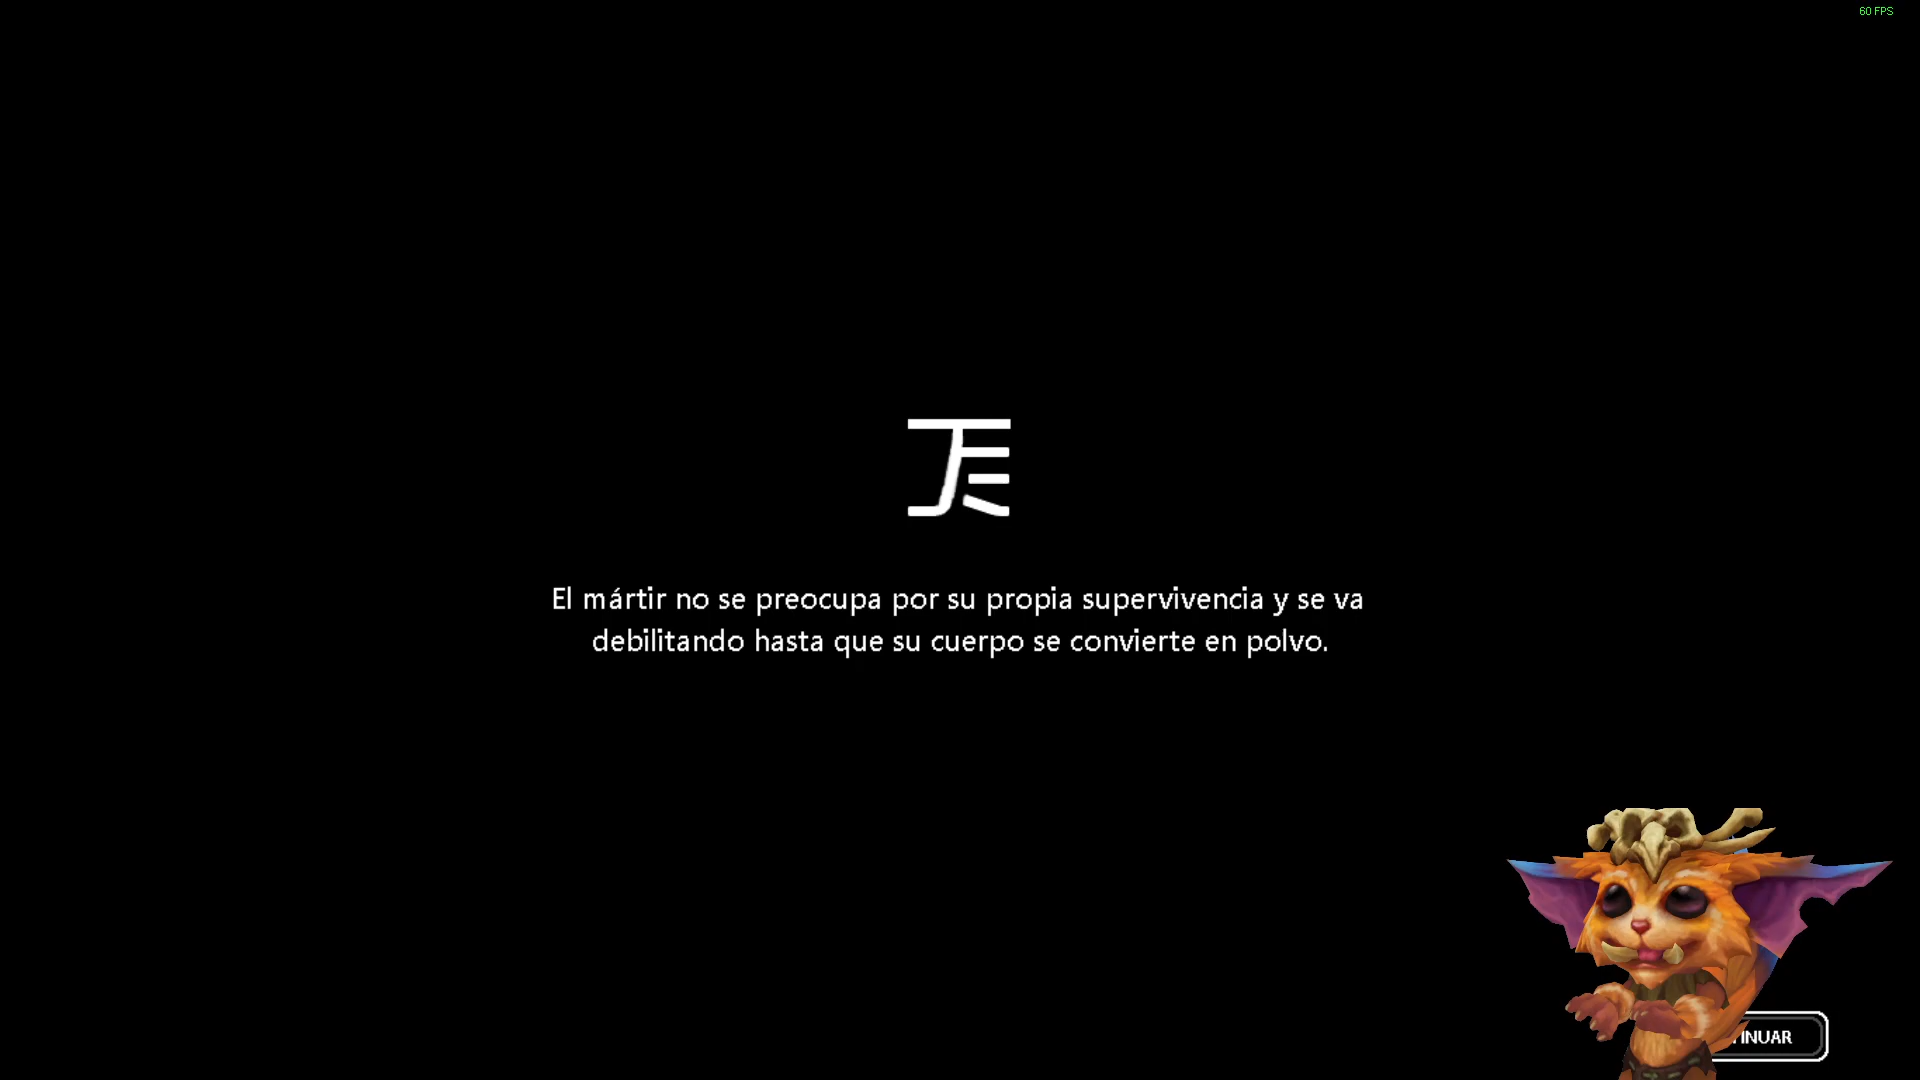 60 FPS
El mártir no se preocupa por su propia supervivencia y se va
debilitando hasta que su cuerpo se convierte en polvo.